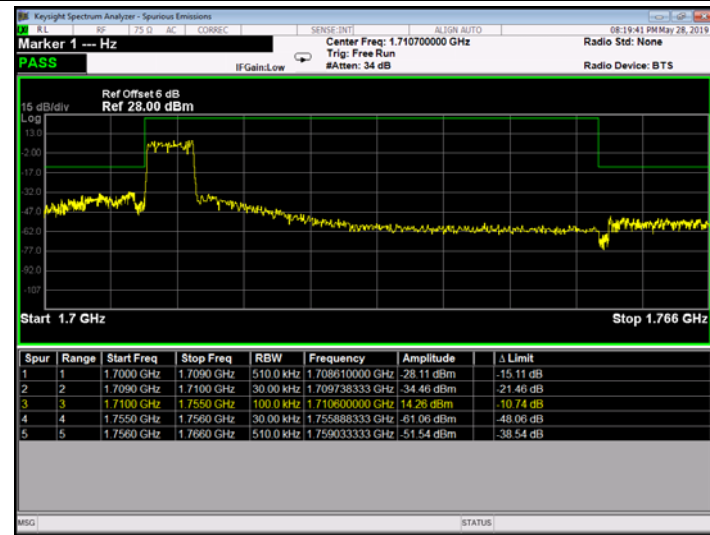 Keysight Spectrum Analyzer - Spurious Emissions
RL RF 75 Ω AC CORREC SENSE:INT ALIGN AUTO 08:19:41 PM May 28, 2019
Marker 1 --- Hz Center Freq: 1.710700000 GHz Radio Std: None
Trig: Free Run
PASS IFGain:Low #Atten: 34 dB Radio Device: BTS
Ref Offset 6 dB
15 dB/div Ref 28.00 dBm
Log
13.0
-2.00
-17.0
-32.0
-47.0
-62.0
-77.0
-92.0
-107
Start 1.7 GHz Stop 1.766 GHz
Spur Range Start Freq Stop Freq RBW Frequency Amplitude Δ Limit
1 1 1.7000 GHz 1.7090 GHz 510.0 kHz 1.708610000 GHz -28.11 dBm -15.11 dB
2 2 1.7090 GHz 1.7100 GHz 30.00 kHz 1.709738333 GHz -34.46 dBm -21.46 dB
3 3 1.7100 GHz 1.7550 GHz 100.0 kHz 1.710600000 GHz 14.26 dBm -10.74 dB
4 4 1.7550 GHz 1.7560 GHz 30.00 kHz 1.755888333 GHz -61.06 dBm -48.06 dB
5 5 1.7560 GHz 1.7660 GHz 510.0 kHz 1.759033333 GHz -51.54 dBm -38.54 dB
MSG STATUS